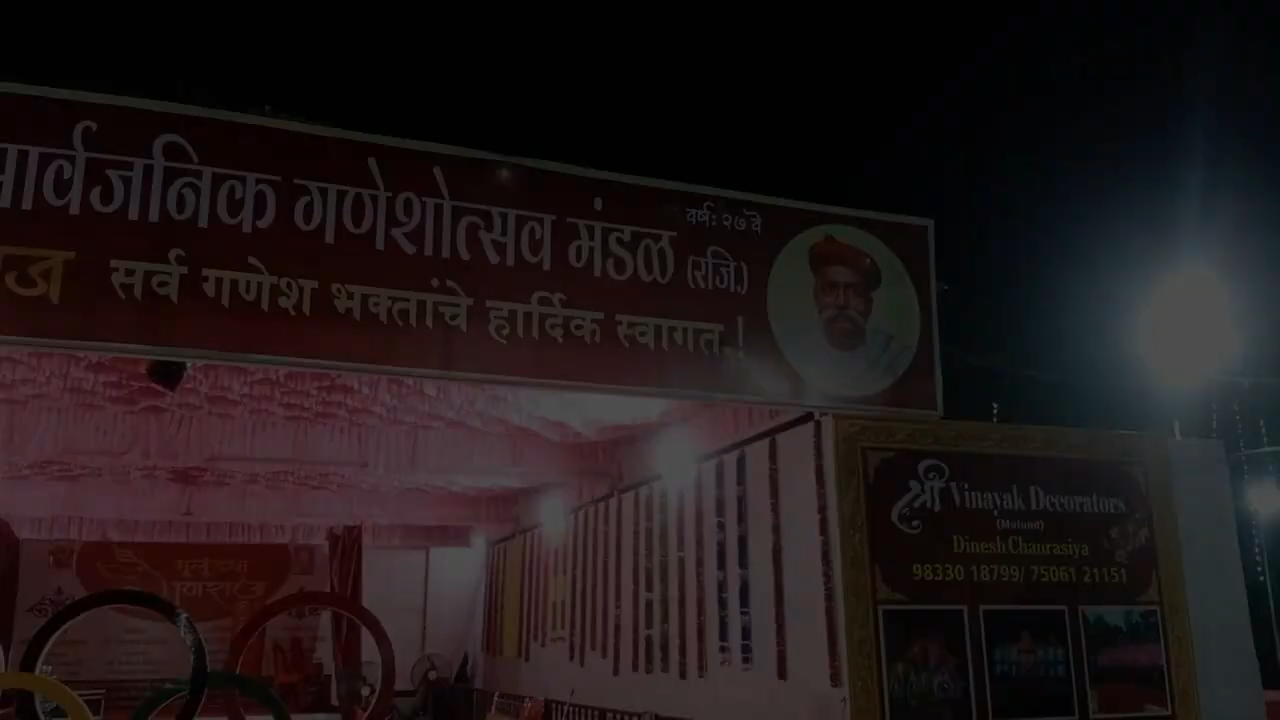 सार्वजनिक गणेशोत्सव मंडळ (रजि.)
वर्ष: २७ वे
सर्व गणेश भक्तांचे हार्दिक स्वागत..!
श्री Vinayak Decorators
(Mulund)
Dinesh Chaurasiya
98330 18799/ 75061 21151